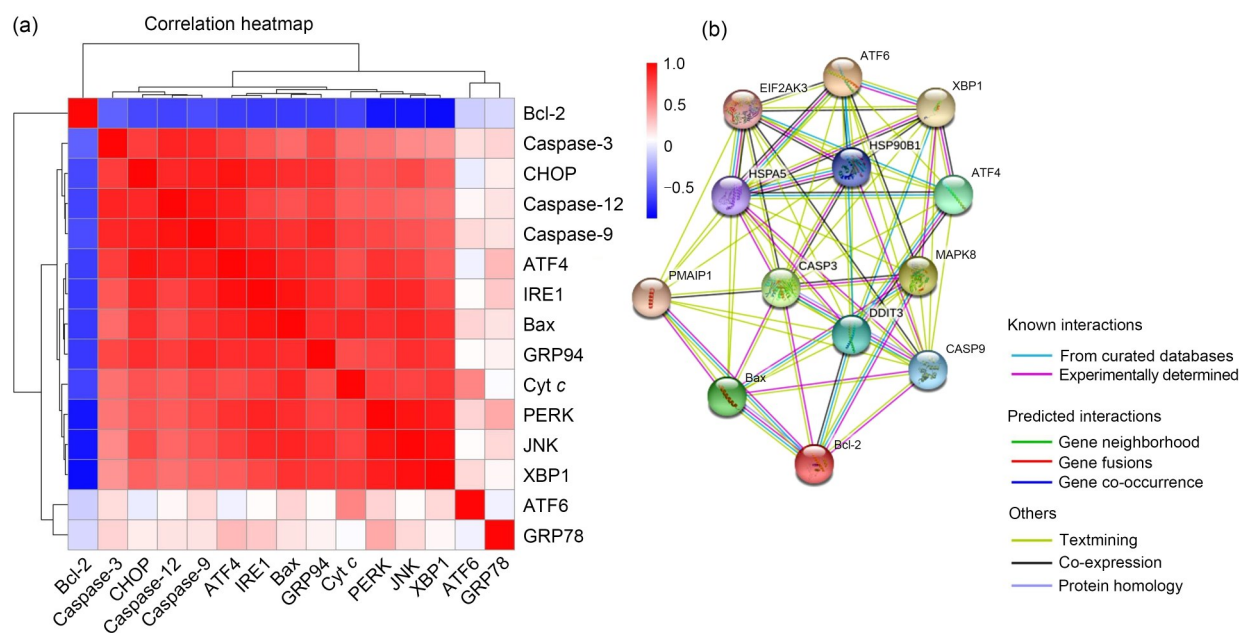 (a)
Correlation heatmap
1.0
0.5
0
−0.5
Bcl-2
Caspase-3
CHOP
Caspase-12
Caspase-9
ATF4
IRE1
Bax
GRP94
Cyt c
PERK
JNK
XBP1
ATF6
GRP78
Bcl-2
Caspase-3
CHOP
Caspase-12
Caspase-9
ATF4
IRE1
Bax
GRP94
Cyt c
PERK
JNK
XBP1
ATF6
GRP78
(b)
ATF6
EIF2AK3
XBP1
HSP90B1
HSPA5
ATF4
MAPK8
CASP3
PMAIP1
DDIT3
CASP9
Bax
Bcl-2
Known interactions
From curated databases
Experimentally determined
Predicted interactions
Gene neighborhood
Gene fusions
Gene co-occurrence
Others
Textmining
Co-expression
Protein homology